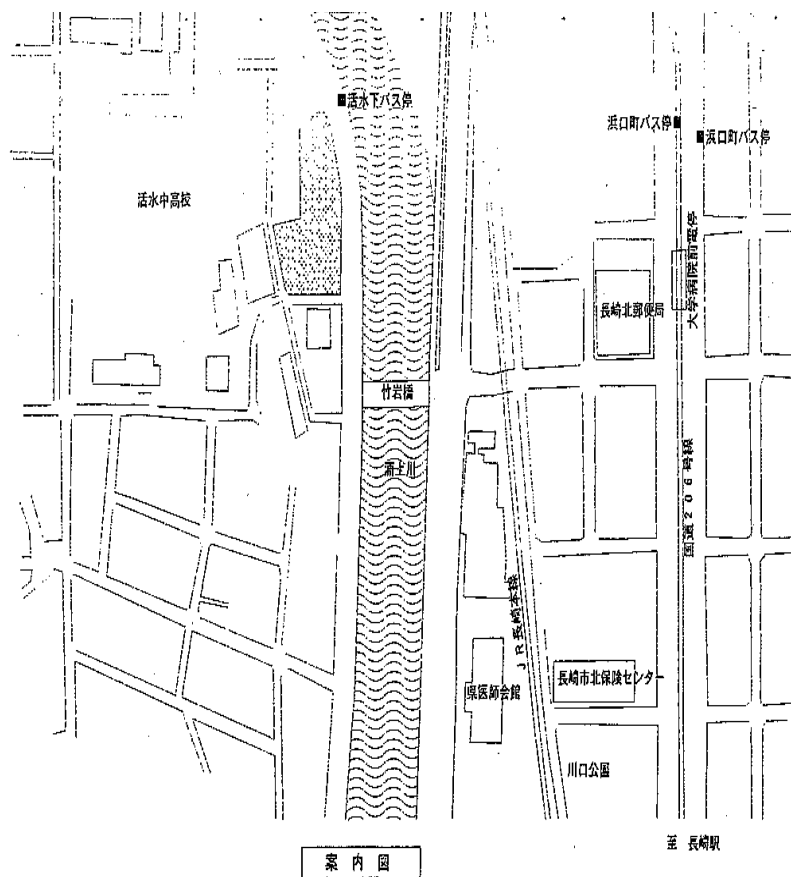 活水下バス停
浜口町バス停
浜口町バス停
活水中高校
大学病院前電停
長崎北郵便局
竹岩橋
浦上川
国道206号線
JR長崎本線
長崎市北保険センター
県医師会館
川口公園
至 長崎駅
案内図